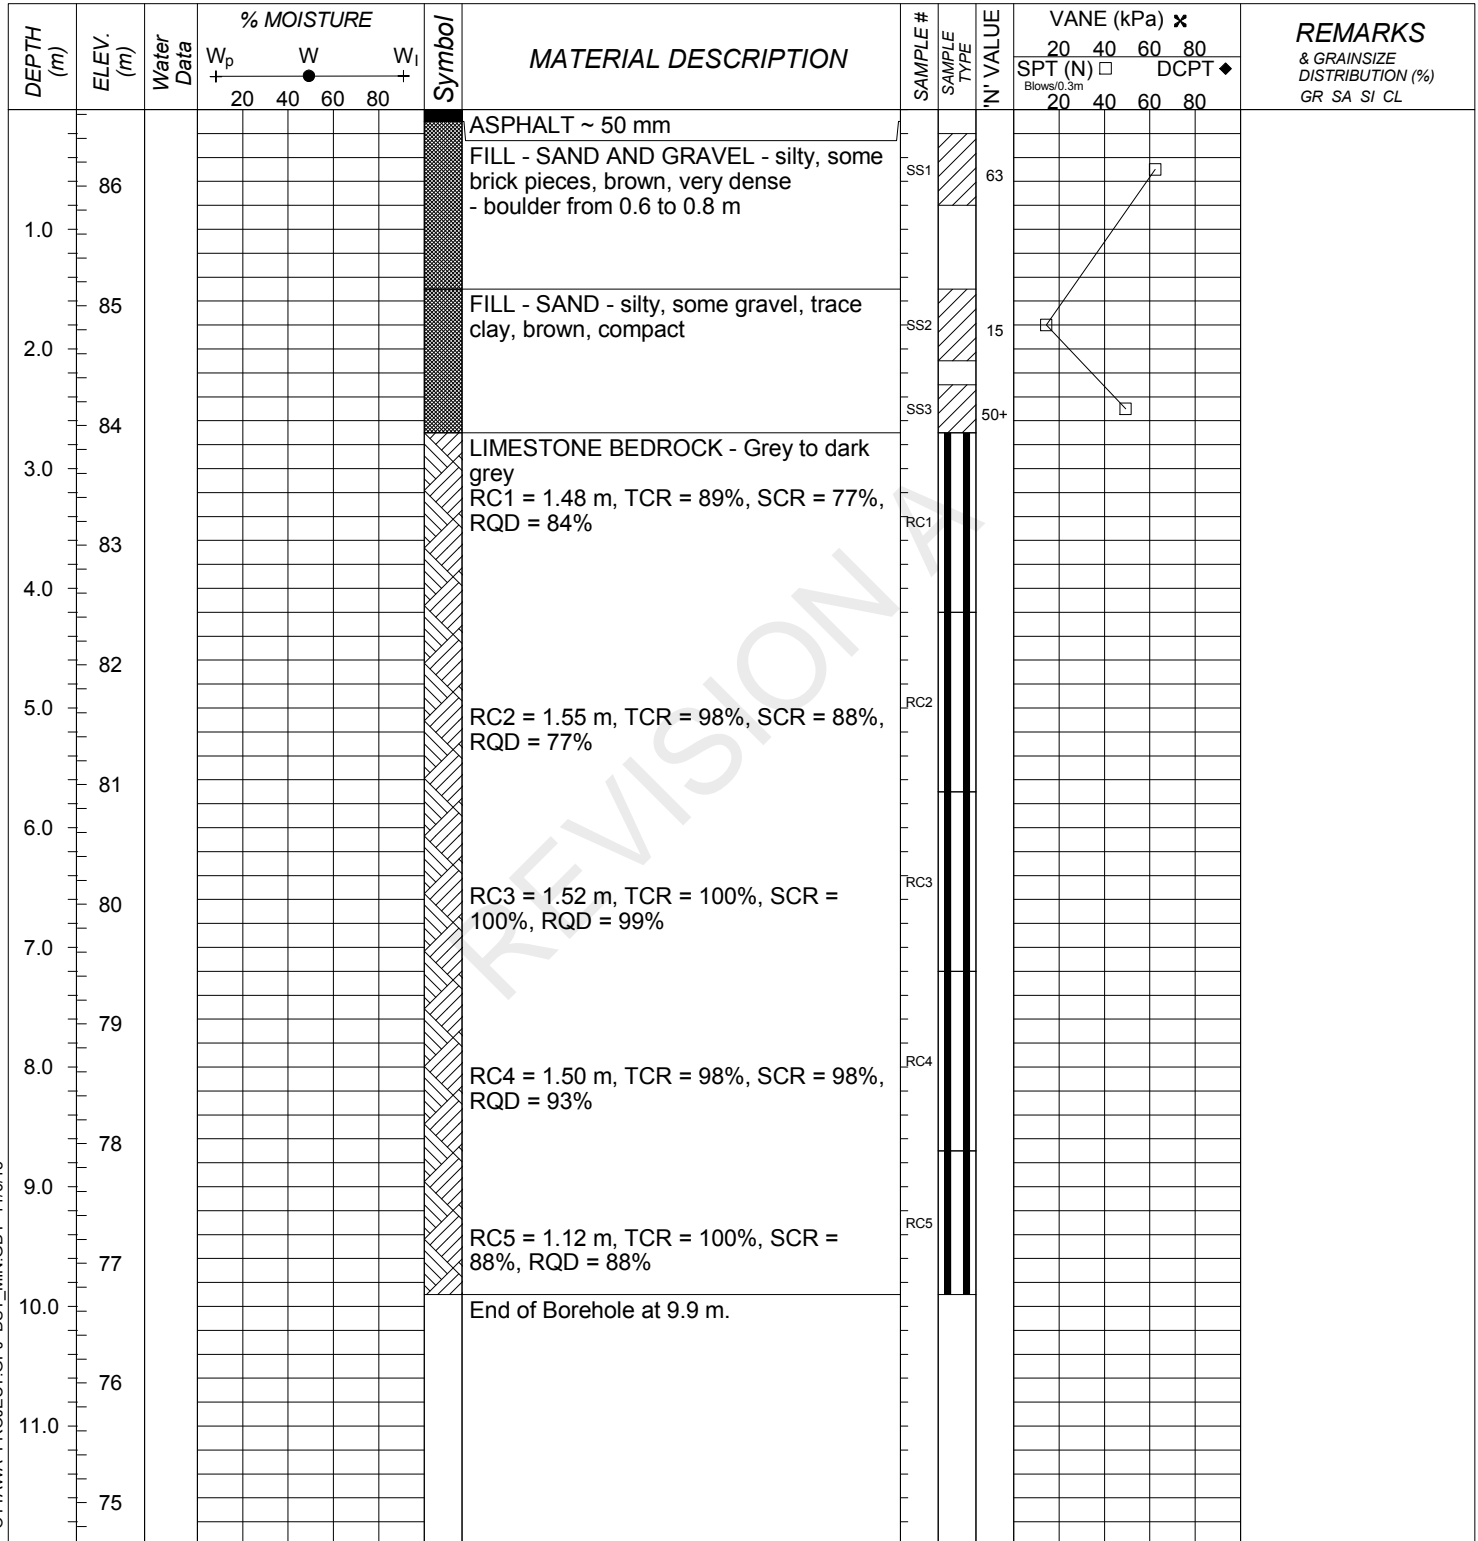 DEPTH (m)
ELEV. (m)
Water Data
% MOISTURE
Wp W Wl
20 40 60 80
Symbol
MATERIAL DESCRIPTION
SAMPLE #
SAMPLE TYPE
'N' VALUE
VANE (kPa) ×
20 40 60 80
SPT (N) □ DCPT ◆
Blows/0.3m
20 40 60 80
REMARKS
& GRAINSIZE
DISTRIBUTION (%)
GR SA SI CL
ASPHALT ~ 50 mm
FILL - SAND AND GRAVEL - silty, some
brick pieces, brown, very dense
- boulder from 0.6 to 0.8 m
SS1
63
86
1.0
85
FILL - SAND - silty, some gravel, trace
clay, brown, compact
SS2
15
2.0
SS3
50+
84
LIMESTONE BEDROCK - Grey to dark
grey
3.0
RC1 = 1.48 m, TCR = 89%, SCR = 77%,
RQD = 84%
RC1
83
4.0
82
5.0
RC2
RC2 = 1.55 m, TCR = 98%, SCR = 88%,
RQD = 77%
81
6.0
RC3
80
RC3 = 1.52 m, TCR = 100%, SCR =
100%, RQD = 99%
7.0
79
8.0
RC4
RC4 = 1.50 m, TCR = 98%, SCR = 98%,
RQD = 93%
78
9.0
RC5
RC5 = 1.12 m, TCR = 100%, SCR =
88%, RQD = 88%
77
10.0
End of Borehole at 9.9 m.
76
11.0
75
REVISION A